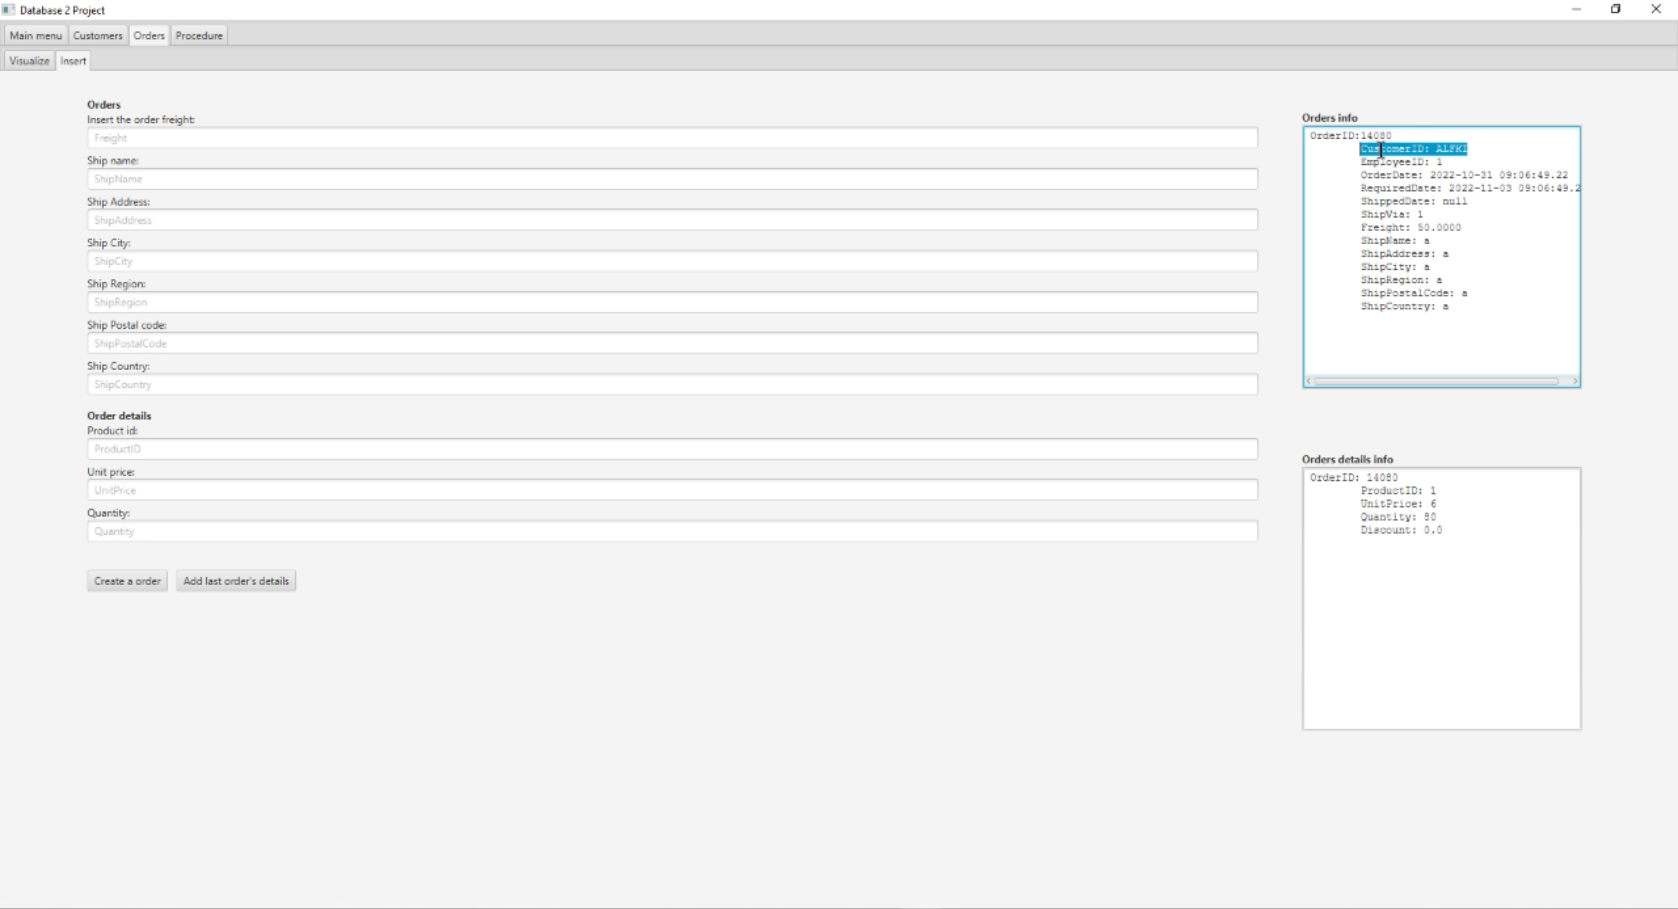 Database 2 Project
Main menu Customers Orders Procedure
Visualize Insert
Orders
Insert the order freight:
Freight
Ship name:
ShipName
Ship Address:
ShipAddress
Ship City:
ShipCity
Ship Region:
ShipRegion
Ship Postal code:
ShipPostalCode
Ship Country:
ShipCountry
Order details
Product id:
ProductID
Unit price:
UnitPrice
Quantity:
Quantity
Create a order Add last order's details
Orders info
OrderID:14080
CustomerID: ALFKI
EmployeeID: 1
OrderDate: 2022-10-31 09:06:49.22
RequiredDate: 2022-11-03 09:06:49.2
ShippedDate: null
ShipVia: 1
Freight: 50.0000
ShipName: a
ShipAddress: a
ShipCity: a
ShipRegion: a
ShipPostalCode: a
ShipCountry: a
Orders details info
OrderID: 14080
ProductID: 1
UnitPrice: 6
Quantity: 80
Discount: 0.0